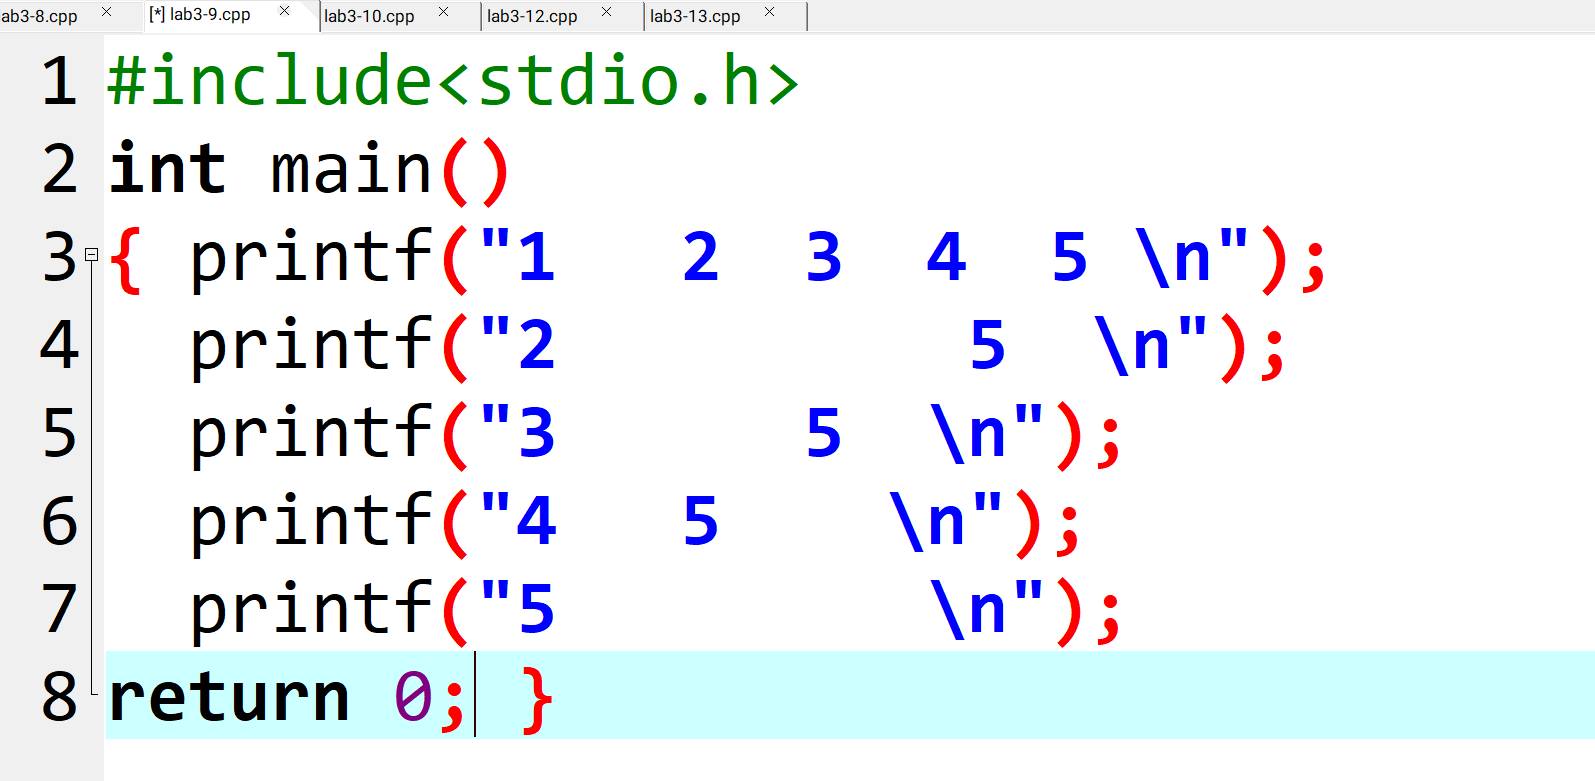 ab3-8.cpp × [*] lab3-9.cpp × lab3-10.cpp × lab3-12.cpp × lab3-13.cpp ×
1 #include<stdio.h>
2 int main()
3 { printf("1   2  3  4  5 \n");
4   printf("2          5  \n");
5   printf("3      5  \n");
6   printf("4   5    \n");
7   printf("5         \n");
8 return 0; }